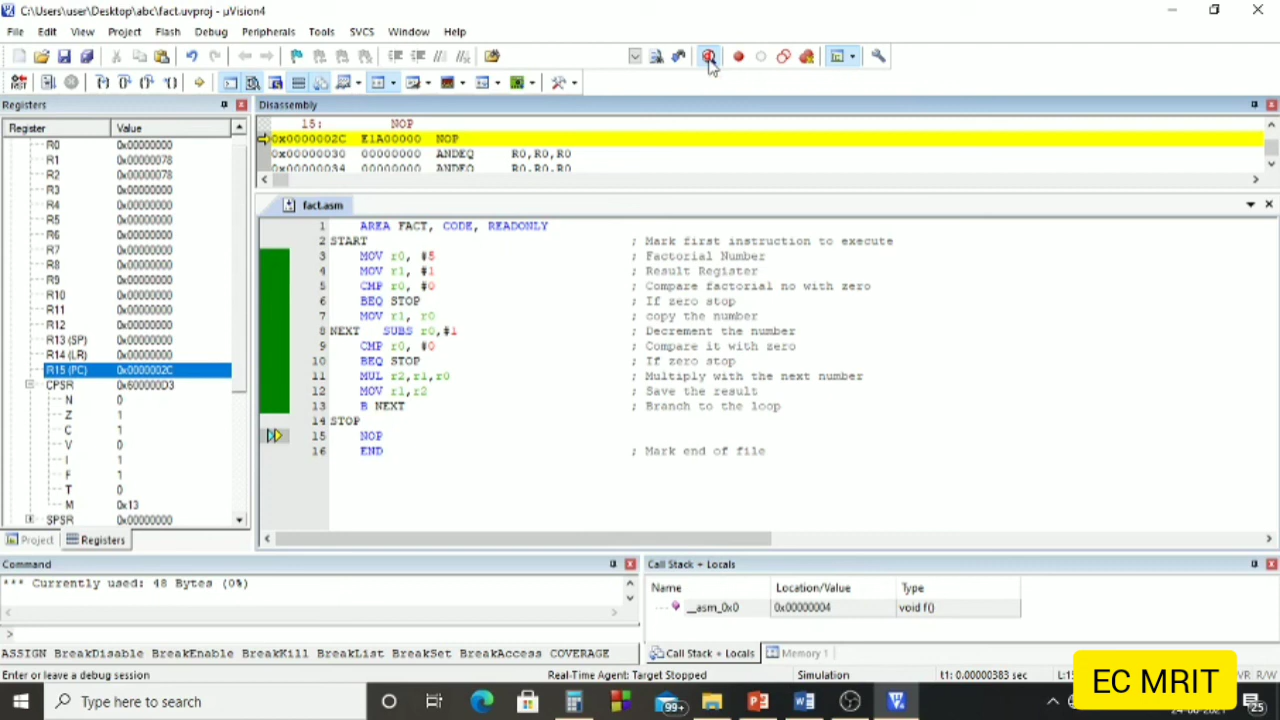 C:\Users\user\Desktop\abc\fact.uvproj - µVision4
File Edit View Project Flash Debug Peripherals Tools SVCS Window Help
Registers
Register Value
R0 0x00000000
R1 0x00000078
R2 0x00000078
R3 0x00000000
R4 0x00000000
R5 0x00000000
R6 0x00000000
R7 0x00000000
R8 0x00000000
R9 0x00000000
R10 0x00000000
R11 0x00000000
R12 0x00000000
R13 (SP) 0x00000000
R14 (LR) 0x00000000
R15 (PC) 0x0000002C
CPSR 0x600000D3
N 0
Z 1
C 1
V 0
I 1
F 1
T 0
M 0x13
SPSR 0x00000000
Project Registers
Disassembly
15: NOP
0x0000002C E1A00000 NOP
0x00000030 00000000 ANDEQ R0,R0,R0
0x00000034 00000000 ANDEQ R0,R0,R0
fact.asm
1 AREA FACT, CODE, READONLY
2 START ; Mark first instruction to execute
3 MOV r0, #5 ; Factorial Number
4 MOV r1, #1 ; Result Register
5 CMP r0, #0 ; Compare factorial no with zero
6 BEQ STOP ; If zero stop
7 MOV r1, r0 ; copy the number
8 NEXT SUBS r0,#1 ; Decrement the number
9 CMP r0, #0 ; Compare it with zero
10 BEQ STOP ; If zero stop
11 MUL r2,r1,r0 ; Multiply with the next number
12 MOV r1,r2 ; Save the result
13 B NEXT ; Branch to the loop
14 STOP
15 NOP
16 END ; Mark end of file
Command
*** Currently used: 48 Bytes (0%)
>
ASSIGN BreakDisable BreakEnable BreakKill BreakList BreakSet BreakAccess COVERAGE
Call Stack + Locals
Name Location/Value Type
__asm_0x0 0x00000004 void f()
Call Stack + Locals Memory 1
Enter or leave a debug session Real-Time Agent: Target Stopped Simulation t1: 0.00000383 sec R/W
EC MRIT
Type here to search 99+ 25